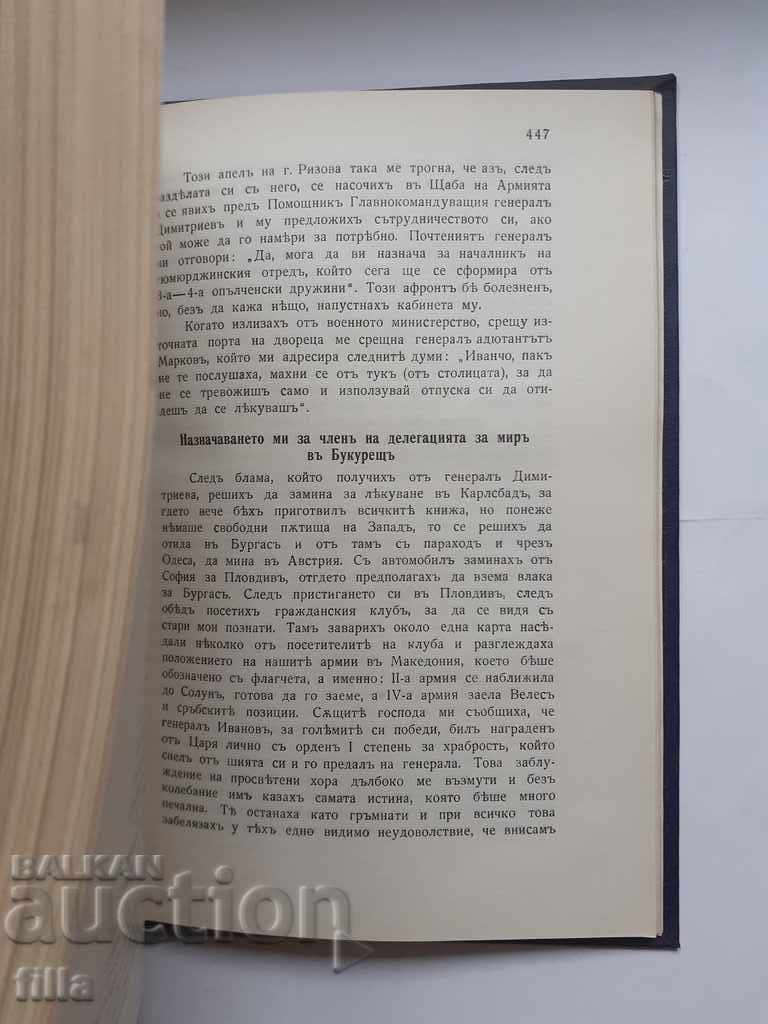 447
Този апелъ на г. Ризова така ме трогна, че азъ, следъ
аздѣлата си съ него, се насочихъ въ Щаба на Армията
се явихъ предъ Помощникъ Главнокомандуващия генералъ
Димитриевъ и му предложихъ сътрудничеството си, ако
ой може да го намѣри за потрѣбно. Почтениятъ генералъ
и отговори: „Да, мога да ви назнача за началникъ на
юмюрджинския отредъ, който сега ще се сформира отъ
3-а—4-а опълченски дружини“. Този афронтъ бѣ болезненъ,
но, безъ да кажа нѣщо, напустнахъ кабинета му.
Когато излизахъ отъ военното министерство, срещу из-
точната порта на двореца ме срещна генералъ адютантътъ
Марковъ, който ми адресира следнитѣ думи: „Иванчо, пакъ
не те послушаха, махни се отъ тукъ (отъ столицата), за да
не се тревожишъ само и използувай отпуска си да оти-
дешъ да се лѣкувашъ“.
Назначаването ми за членъ на делегацията за миръ
въ Букурещъ
Следъ блама, който получихъ отъ генералъ Дими-
триева, решихъ да замина за лѣкуване въ Карлсбадъ, за
гдето вече бѣхъ приготвилъ всичкитѣ книжа, но понеже
нѣмаше свободни пѫтища на Западъ, то се решихъ да
отида въ Бургасъ и отъ тамъ съ параходъ и чрезъ
Одеса, да мина въ Австрия. Съ автомобилъ заминахъ отъ
София за Пловдивъ, отгдето предполагахъ да взема влака
за Бургасъ. Следъ пристигането си въ Пловдивъ, следъ
обѣдъ посетихъ гражданския клубъ, за да се видя съ
стари мои познати. Тамъ заварихъ около една карта насѣ-
дали нѣколко отъ посетителитѣ на клуба и разглеждаха
положението на нашитѣ армии въ Македония, което бѣше
обозначено съ флагчета, а именно: II-а армия се наближила
до Солунъ, готова да го заеме, а IV-а армия заела Велесъ
и сръбскитѣ позиции. Сѫщитѣ господа ми съобщиха, че
генералъ Ивановъ, за голѣмитѣ си победи, билъ награденъ
отъ Царя лично съ орденъ I степень за храбрость, който
снелъ отъ шията си и го предалъ на генерала. Това заблу-
ждение на просвѣтени хора дълбоко ме възмути и безъ
колебание имъ казахъ самата истина, която бѣше много
печална. Тѣ останаха като гръмнати и при всичко това
забелязахъ у тѣхъ едно видимо неудоволствие, че внисамъ
BALKAN
auction
filla